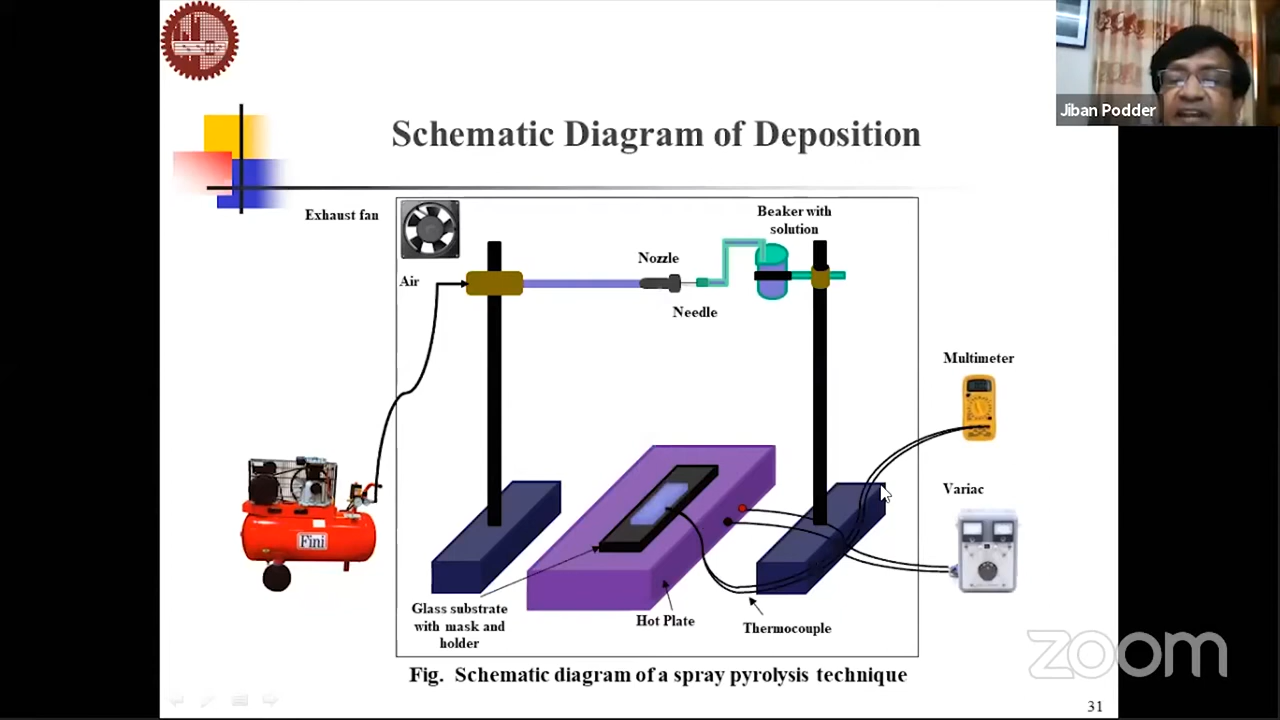 Jiban Podder
Schematic Diagram of Deposition
Exhaust fan
Beaker with
solution
Nozzle
Air
Needle
Multimeter
Variac
Fini
Glass substrate
with mask and
holder
Hot Plate
Thermocouple
Fig. Schematic diagram of a spray pyrolysis technique
zoom
31